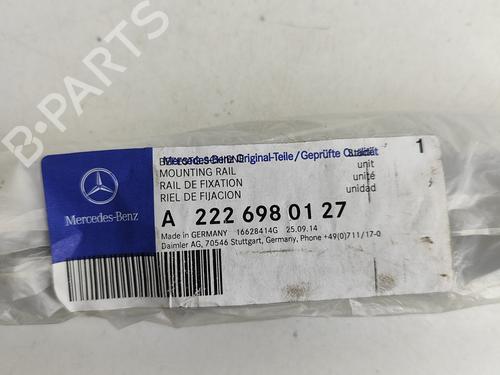 B-PARTS
Mercedes-Benz Original-Teile/Geprüfte Qualität
1
MOUNTING RAIL unit
RAIL DE FIXATION unité
RIEL DE FIJACION unidad
Mercedes-Benz
A 222 698 01 27
Made in GERMANY 16628414G 25.09.14
Daimler AG, 70546 Stuttgart, Germany, Phone +49(0)711/17-0